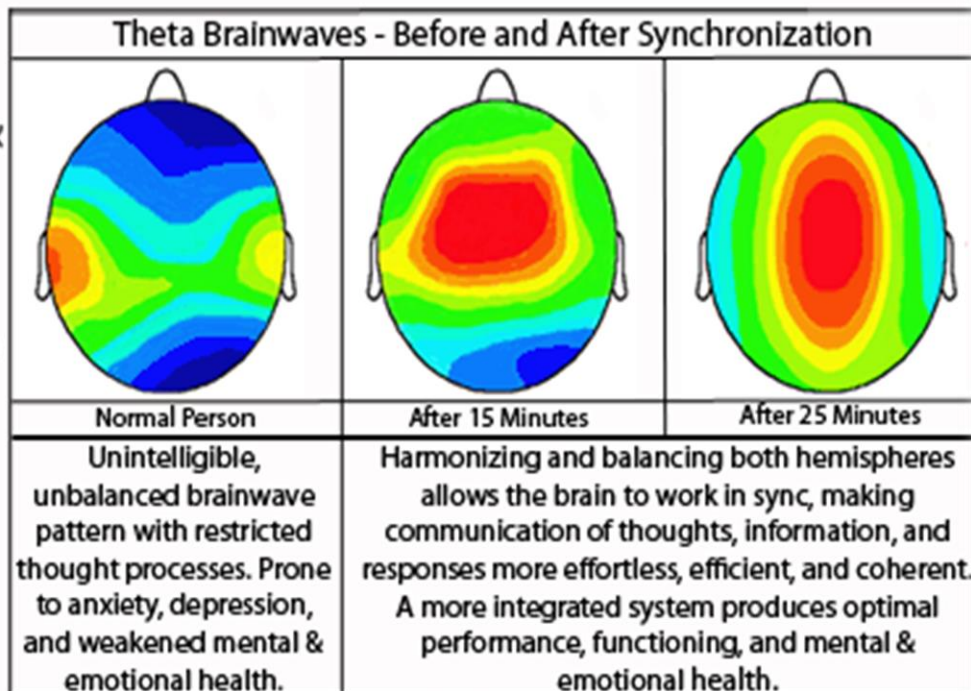 Theta Brainwaves - Before and After Synchronization
Normal Person
After 15 Minutes
After 25 Minutes
Unintelligible,
unbalanced brainwave
pattern with restricted
thought processes. Prone
to anxiety, depression,
and weakened mental &
emotional health.
Harmonizing and balancing both hemispheres
allows the brain to work in sync, making
communication of thoughts, information, and
responses more effortless, efficient, and coherent.
A more integrated system produces optimal
performance, functioning, and mental &
emotional health.